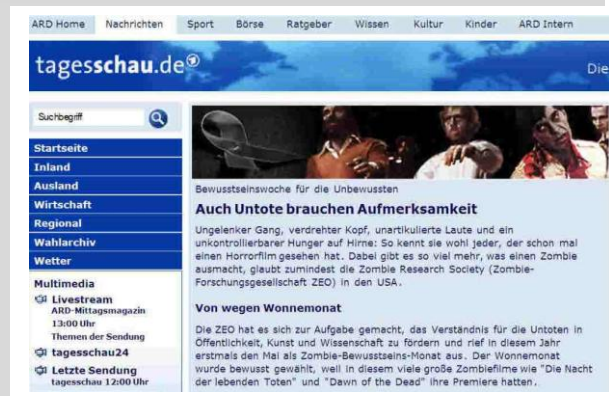 ARD Home Nachrichten Sport Börse Ratgeber Wissen Kultur Kinder ARD Intern
tagesschau.de
Die
Suchbegriff
Startseite
Inland
Ausland
Wirtschaft
Regional
Wahlarchiv
Wetter
Multimedia
Livestream
ARD-Mittagsmagazin
13:00 Uhr
Themen der Sendung
tagesschau24
Letzte Sendung
tagesschau 12:00 Uhr
Bewusstseinswoche für die Unbewussten
Auch Untote brauchen Aufmerksamkeit
Ungelenker Gang, verdrehter Kopf, unartikulierte Laute und ein
unkontrollierbarer Hunger auf Hirne: So kennt sie wohl jeder, der schon mal
einen Horrorfilm gesehen hat. Dabei gibt es so viel mehr, was einen Zombie
ausmacht, glaubt zumindest die Zombie Research Society (Zombie-
Forschungsgesellschaft ZEO) in den USA.
Von wegen Wonnemonat
Die ZEO hat es sich zur Aufgabe gemacht, das Verständnis für die Untoten in
Öffentlichkeit, Kunst und Wissenschaft zu fördern und rief in diesem Jahr
erstmals den Mai als Zombie-Bewusstseins-Monat aus. Der Wonnemonat
wurde bewusst gewählt, weil in diesem viele große Zombiefilme wie "Die Nacht
der lebenden Toten" und "Dawn of the Dead" ihre Premiere hatten.